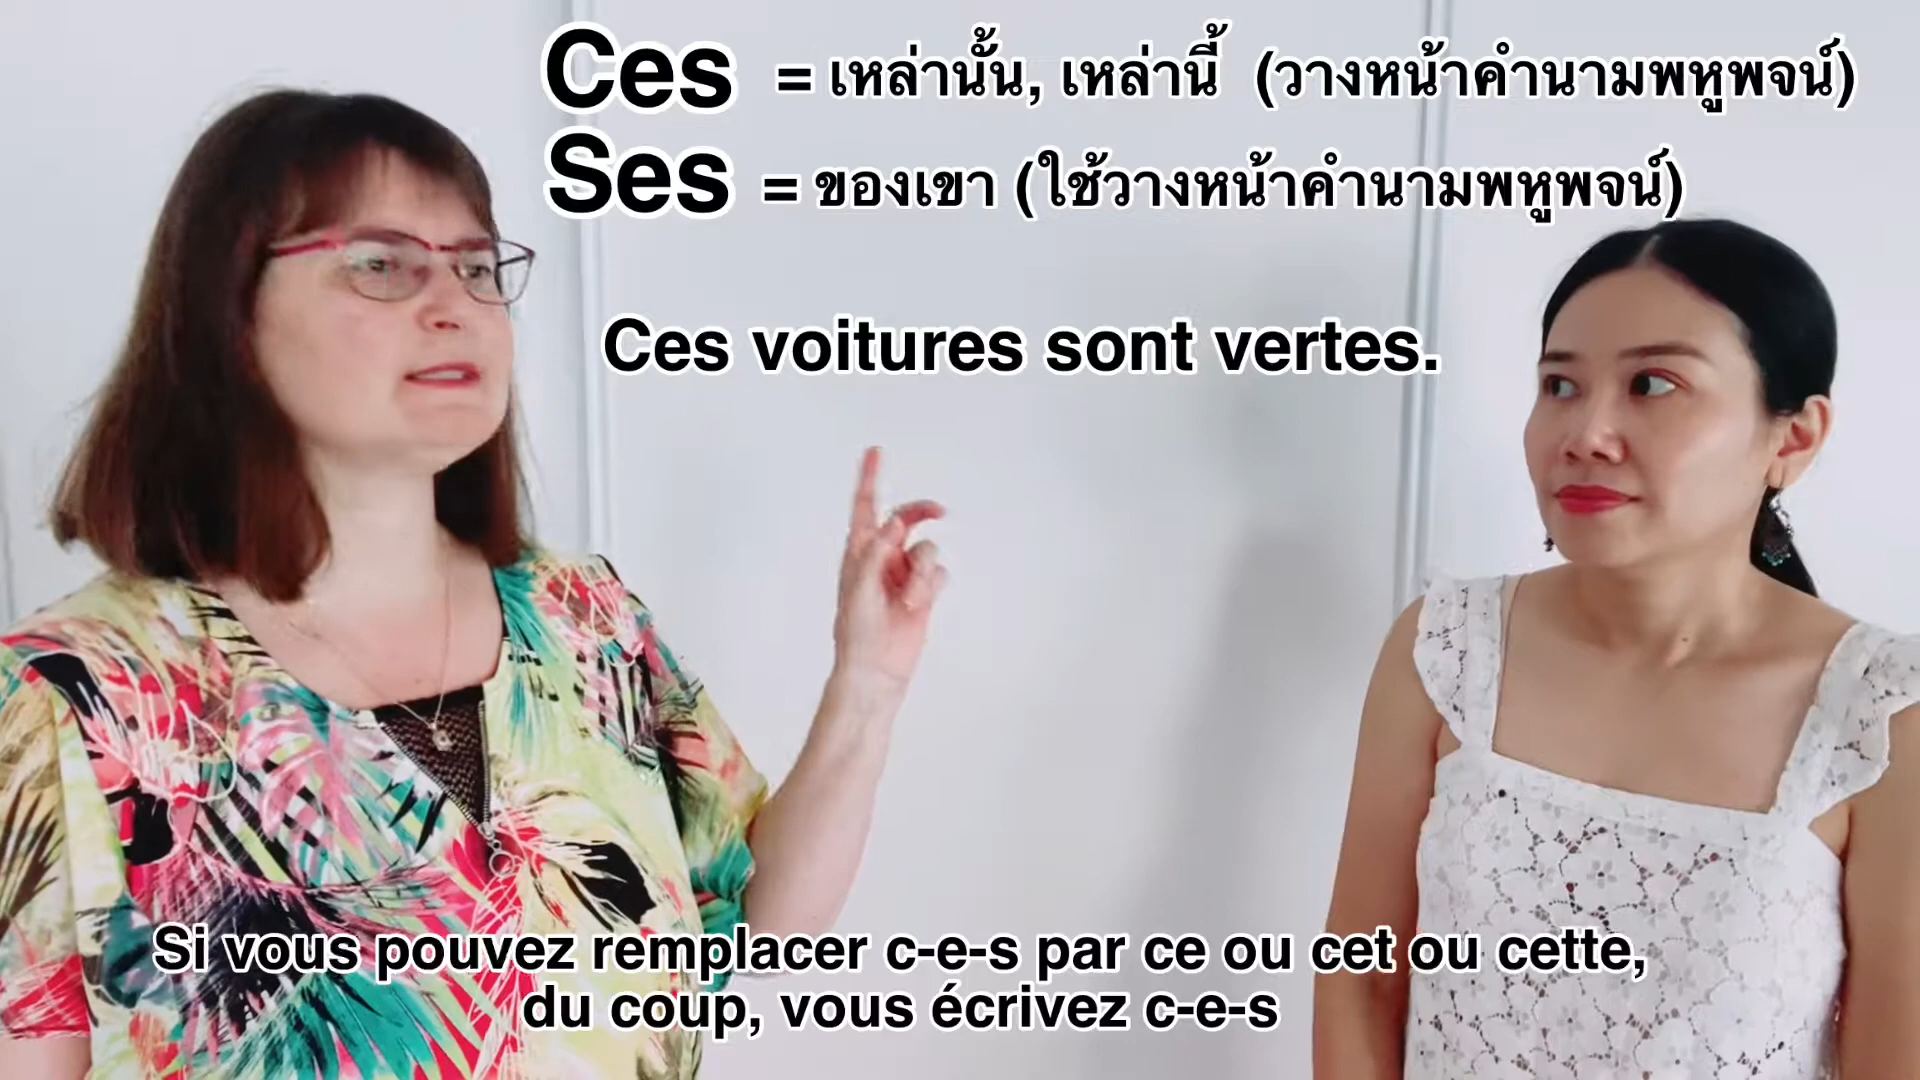 Ces = เหล่านั้น, เหล่านี้ (วางหน้าคำนามพหูพจน์)
Ses = ของเขา (ใช้วางหน้าคำนามพหูพจน์)
Ces voitures sont vertes.
Si vous pouvez remplacer c-e-s par ce ou cet ou cette,
du coup, vous écrivez c-e-s